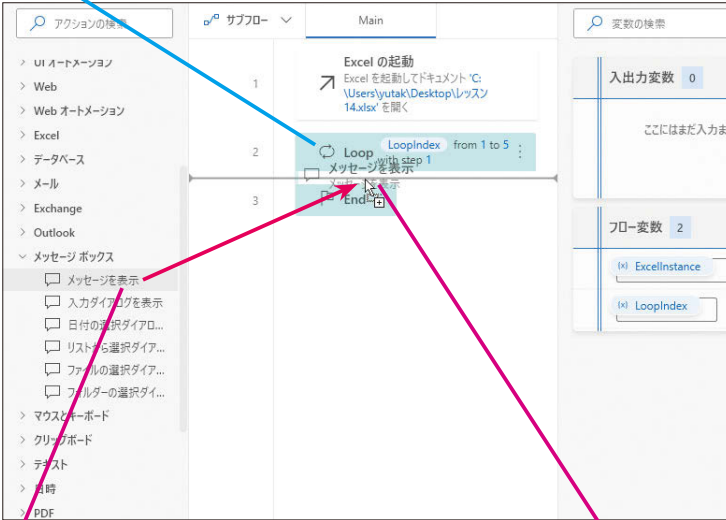 アクションの検索
サブフロー
Main
変数の検索
UI オートメーション
Web
Web オートメーション
Excel
データベース
メール
Exchange
Outlook
メッセージ ボックス
メッセージを表示
入力ダイアログを表示
日付の選択ダイアロ...
リストから選択ダイア...
ファイルの選択ダイア...
フォルダーの選択ダイ...
マウスとキーボード
クリップボード
テキスト
日時
PDF
1
Excel の起動
Excel を起動してドキュメント 'C:
\Users\yutak\Desktop\レッスン
14.xlsx' を開く
2
Loop LoopIndex from 1 to 5
with step 1
メッセージを表示
メッセージを表示
3
End
入出力変数 0
ここにはまだ入力ま
フロー変数 2
(x) ExcelInstance
(x) LoopIndex